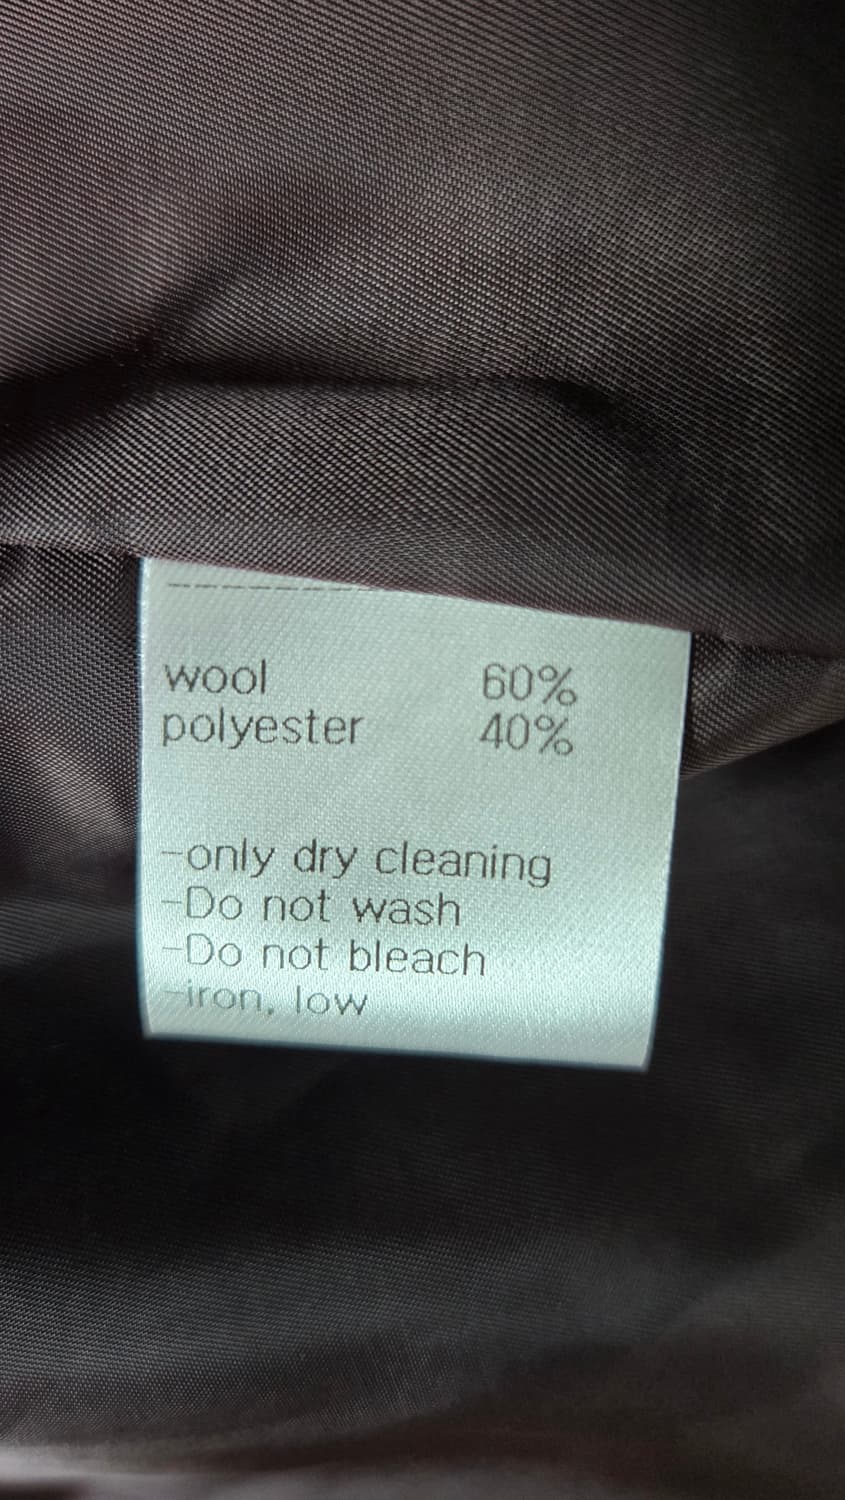 wool 60%
polyester 40%
-only dry cleaning
-Do not wash
-Do not bleach
-iron, low